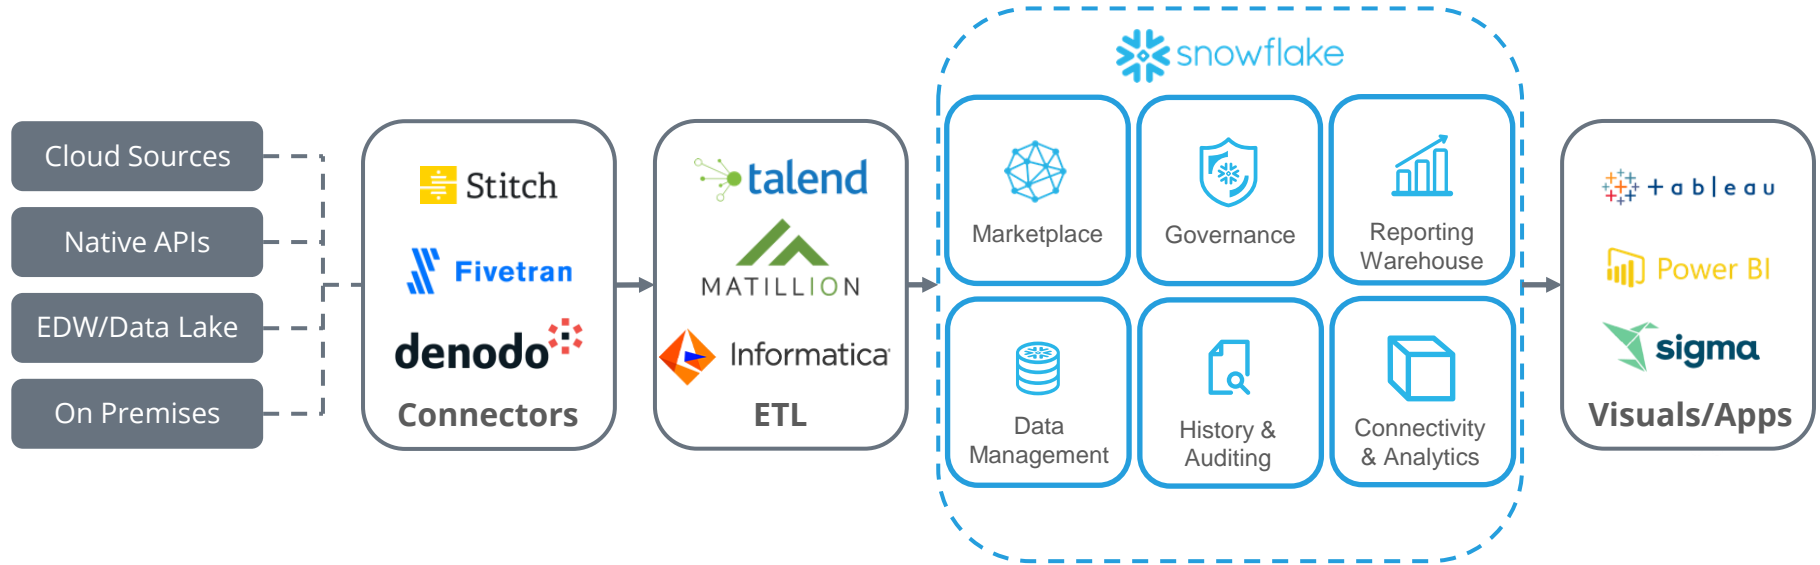 Cloud Sources
Native APIs
EDW/Data Lake
On Premises
Stitch
Fivetran
denodo
Connectors
talend
MATILLION
Informatica
ETL
snowflake
Marketplace
Governance
Reporting
Warehouse
Data
Management
History &
Auditing
Connectivity
& Analytics
+ableau
Power BI
sigma
Visuals/Apps